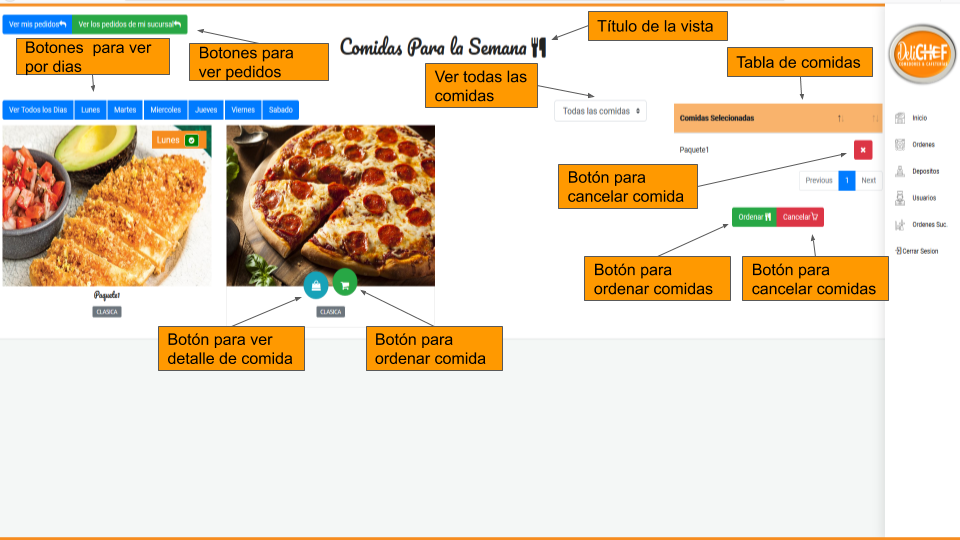 Ver mis pedidos
Ver los pedidos de mi sucursal
Título de la vista
Botones para ver
por dias
Botones para
ver pedidos
Comidas Para la Semana
Ver todas las
comidas
Tabla de comidas
DeliCHEF
Ver Todos los Dias
Lunes
Martes
Miercoles
Jueves
Viernes
Sabado
Todas las comidas
Comidas Seleccionadas
Inicio
Lunes
Paquete1
Ordenes
Previous
1
Next
Botón para
cancelar comida
Depositos
Usuarios
Ordenar
Cancelar
Ordenes Suc.
Cerrar Sesion
Botón para
ordenar comidas
Botón para
cancelar comidas
Paquete1
CLASICA
CLASICA
Botón para ver
detalle de comida
Botón para
ordenar comida